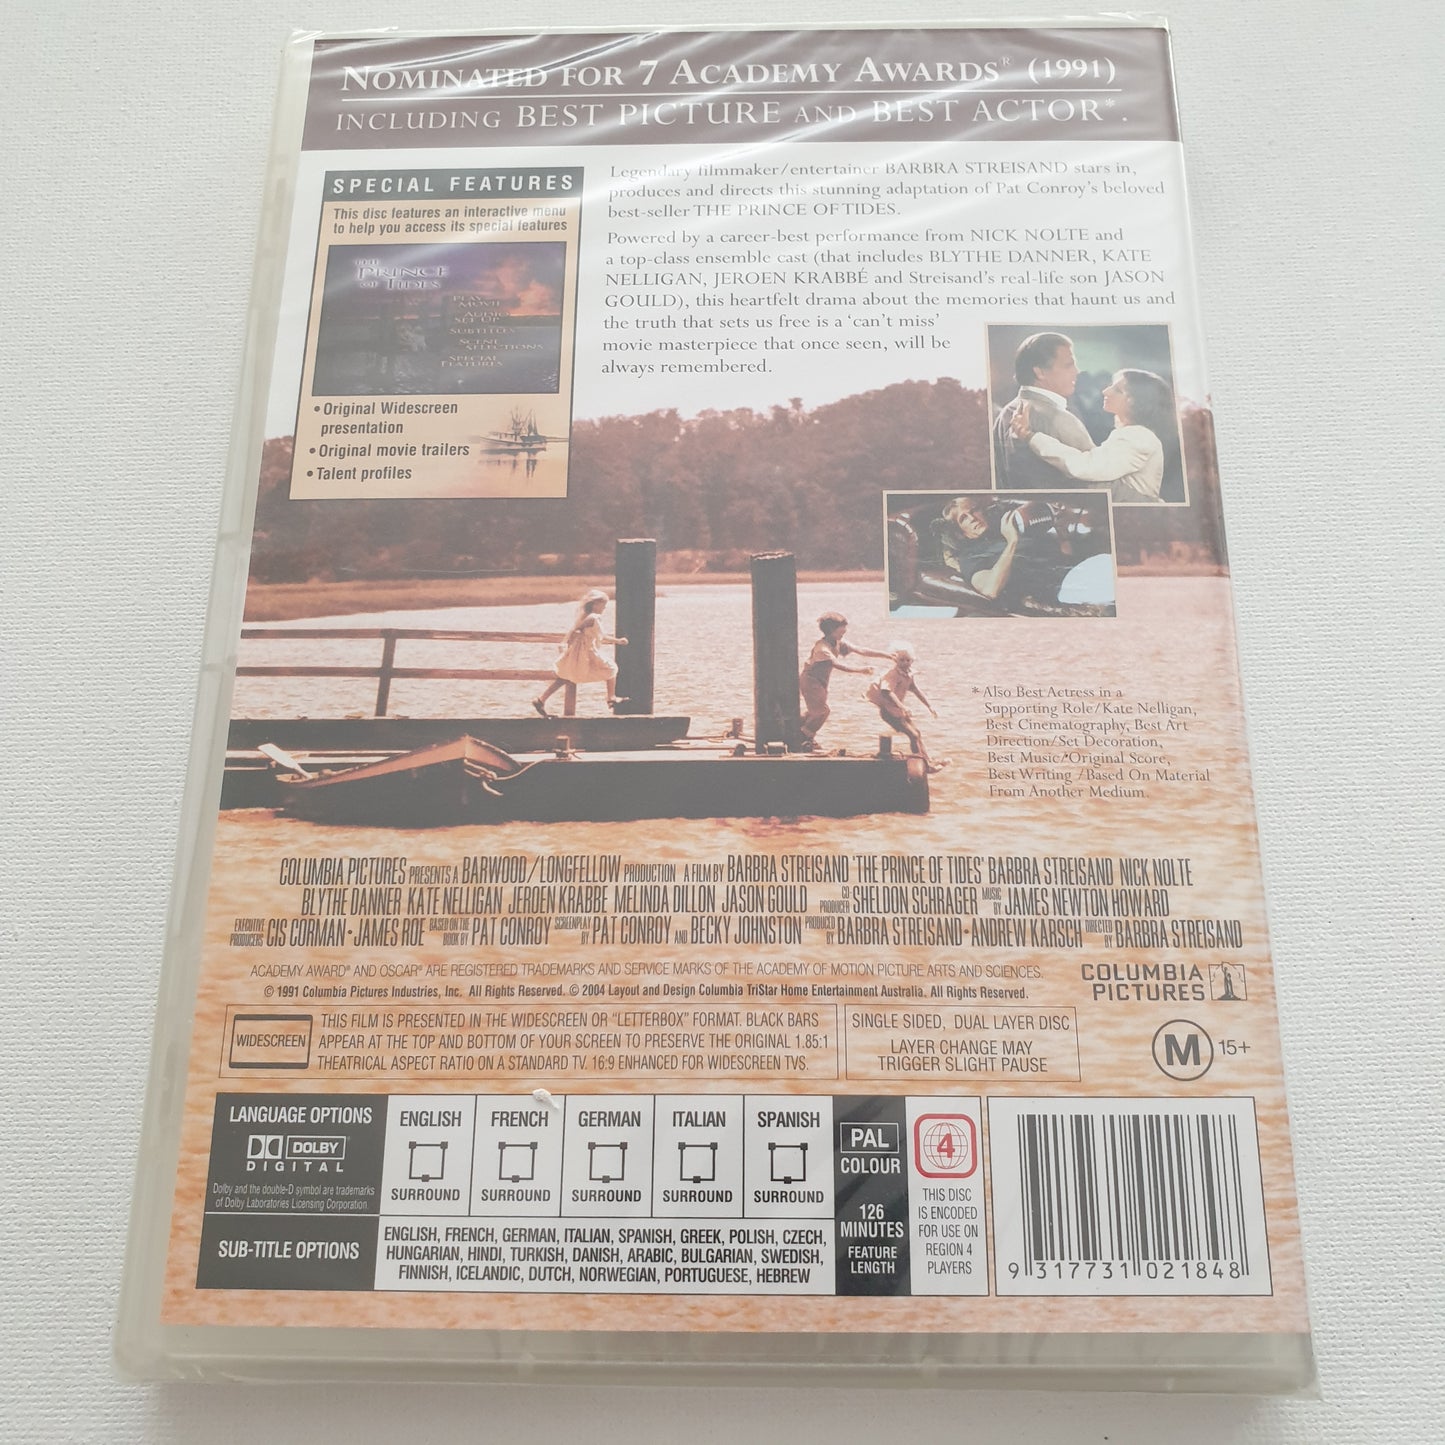 NOMINATED FOR 7 ACADEMY AWARDS® (1991)
INCLUDING BEST PICTURE AND BEST ACTOR*.
SPECIAL FEATURES
This disc features an interactive menu
to help you access its special features
THE
PRINCE
OF TIDES
PLAY
MOVIE
AUDIO
SET UP
SUBTITLES
SCENE
SELECTIONS
SPECIAL
FEATURES
• Original Widescreen
presentation
• Original movie trailers
• Talent profiles
Legendary filmmaker/entertainer BARBRA STREISAND stars in,
produces and directs this stunning adaptation of Pat Conroy's beloved
best-seller THE PRINCE OF TIDES.
Powered by a career-best performance from NICK NOLTE and
a top-class ensemble cast (that includes BLYTHE DANNER, KATE
NELLIGAN, JEROEN KRABBÉ and Streisand's real-life son JASON
GOULD), this heartfelt drama about the memories that haunt us and
the truth that sets us free is a 'can't miss'
movie masterpiece that once seen, will be
always remembered.
* Also Best Actress in a
Supporting Role/Kate Nelligan,
Best Cinematography, Best Art
Direction/Set Decoration,
Best Music/Original Score,
Best Writing /Based On Material
From Another Medium.
COLUMBIA PICTURES PRESENTS A BARWOOD/LONGFELLOW PRODUCTION A FILM BY BARBRA STREISAND 'THE PRINCE OF TIDES' BARBRA STREISAND NICK NOLTE
BLYTHE DANNER KATE NELLIGAN JEROEN KRABBE MELINDA DILLON JASON GOULD CO-PRODUCER SHELDON SCHRAGER MUSIC BY JAMES NEWTON HOWARD
EXECUTIVE PRODUCERS CIS CORMAN • JAMES ROE BASED ON THE BOOK BY PAT CONROY SCREENPLAY BY PAT CONROY AND BECKY JOHNSTON PRODUCED BY BARBRA STREISAND • ANDREW KARSCH DIRECTED BY BARBRA STREISAND
ACADEMY AWARD® AND OSCAR® ARE REGISTERED TRADEMARKS AND SERVICE MARKS OF THE ACADEMY OF MOTION PICTURE ARTS AND SCIENCES.
© 1991 Columbia Pictures Industries, Inc. All Rights Reserved. © 2004 Layout and Design Columbia TriStar Home Entertainment Australia. All Rights Reserved.
COLUMBIA
PICTURES
WIDESCREEN
THIS FILM IS PRESENTED IN THE WIDESCREEN OR "LETTERBOX" FORMAT. BLACK BARS
APPEAR AT THE TOP AND BOTTOM OF YOUR SCREEN TO PRESERVE THE ORIGINAL 1.85:1
THEATRICAL ASPECT RATIO ON A STANDARD TV. 16:9 ENHANCED FOR WIDESCREEN TVS.
SINGLE SIDED, DUAL LAYER DISC
LAYER CHANGE MAY
TRIGGER SLIGHT PAUSE
M 15+
LANGUAGE OPTIONS
DOLBY
DIGITAL
Dolby and the double-D symbol are trademarks
of Dolby Laboratories Licensing Corporation.
ENGLISH
SURROUND
FRENCH
SURROUND
GERMAN
SURROUND
ITALIAN
SURROUND
SPANISH
SURROUND
SUB-TITLE OPTIONS
ENGLISH, FRENCH, GERMAN, ITALIAN, SPANISH, GREEK, POLISH, CZECH,
HUNGARIAN, HINDI, TURKISH, DANISH, ARABIC, BULGARIAN, SWEDISH,
FINNISH, ICELANDIC, DUTCH, NORWEGIAN, PORTUGUESE, HEBREW
PAL
COLOUR
126
MINUTES
FEATURE
LENGTH
4
THIS DISC
IS ENCODED
FOR USE ON
REGION 4
PLAYERS
9 317731 021848